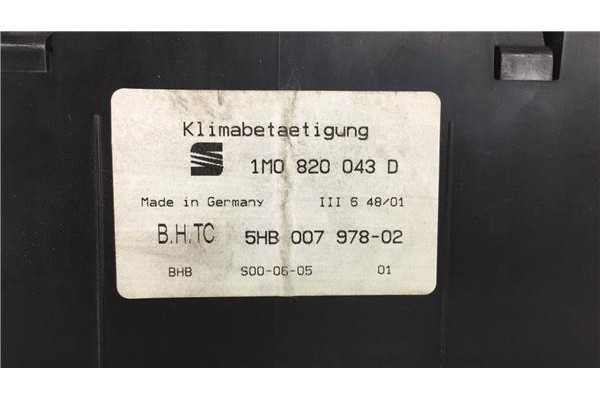 Klimabetaetigung
1M0 820 043 D
Made in Germany III 6 48/01
B.H.TC 5HB 007 978-02
BHB S00-06-05 01